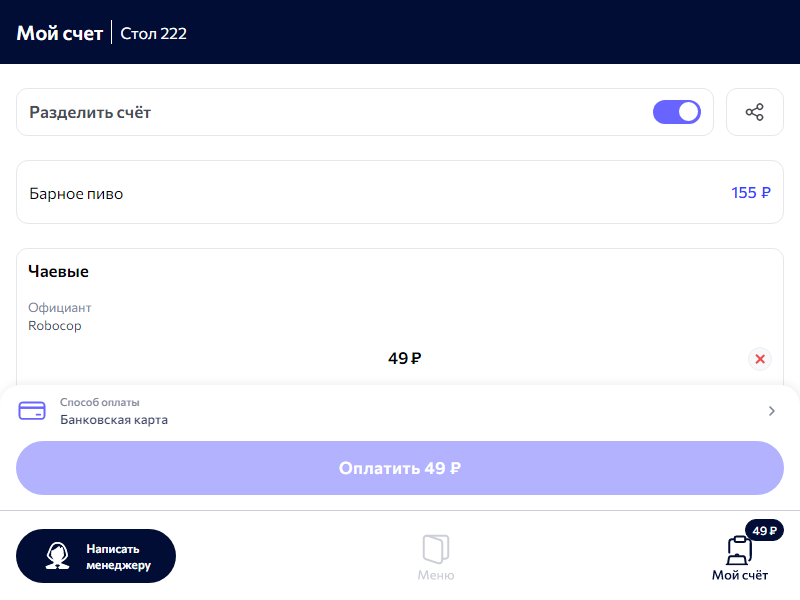 Мой счет
Стол 222
Разделить счёт
Барное пиво
155 ₽
Чаевые
Официант
Robocop
49 ₽
Способ оплаты
Банковская карта
Оплатить 49 ₽
Написать
менеджеру
Меню
49 ₽
Мой счёт